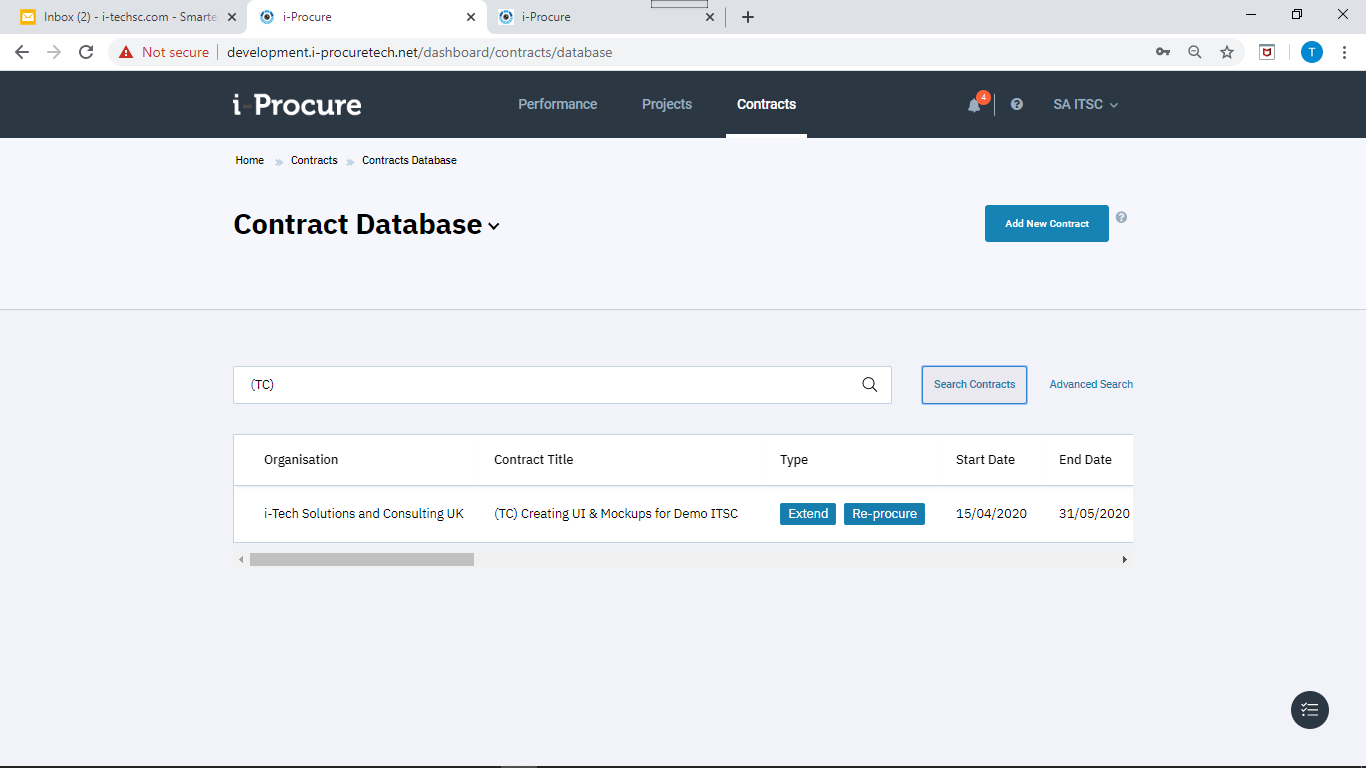 Inbox (2) - i-techsc.com - Smarte
i-Procure
i-Procure
Not secure
development.i-procuretech.net/dashboard/contracts/database
T
i-Procure
Performance
Projects
Contracts
4
?
SA ITSC
Home
Contracts
Contracts Database
Contract Database
Add New Contract
?
(TC)
Search Contracts
Advanced Search
Organisation Contract Title Type Start Date End Date
i-Tech Solutions and Consulting UK (TC) Creating UI & Mockups for Demo ITSC Extend Re-procure 15/04/2020 31/05/2020